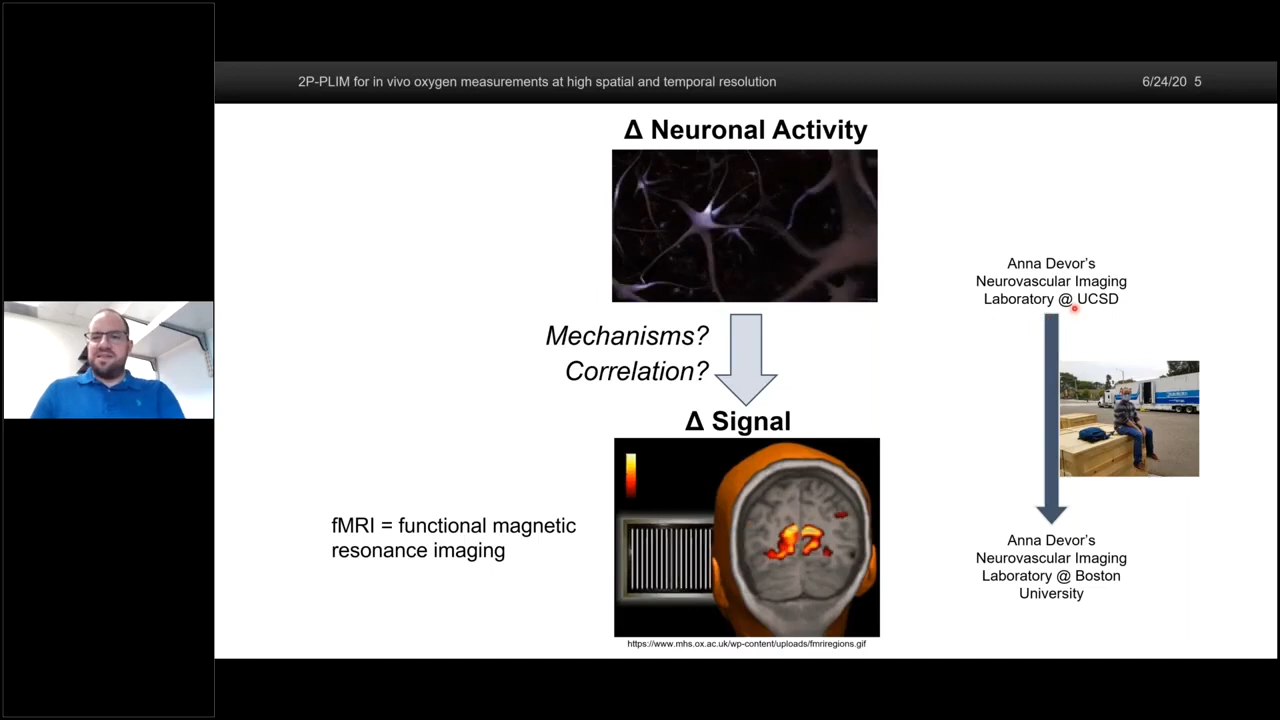 2P-PLIM for in vivo oxygen measurements at high spatial and temporal resolution
6/24/20 5
Δ Neuronal Activity
Mechanisms?
Correlation?
Δ Signal
fMRI = functional magnetic
resonance imaging
https://www.mhs.ox.ac.uk/wp-content/uploads/fmriregions.gif
Anna Devor's
Neurovascular Imaging
Laboratory @ UCSD
Anna Devor's
Neurovascular Imaging
Laboratory @ Boston
University